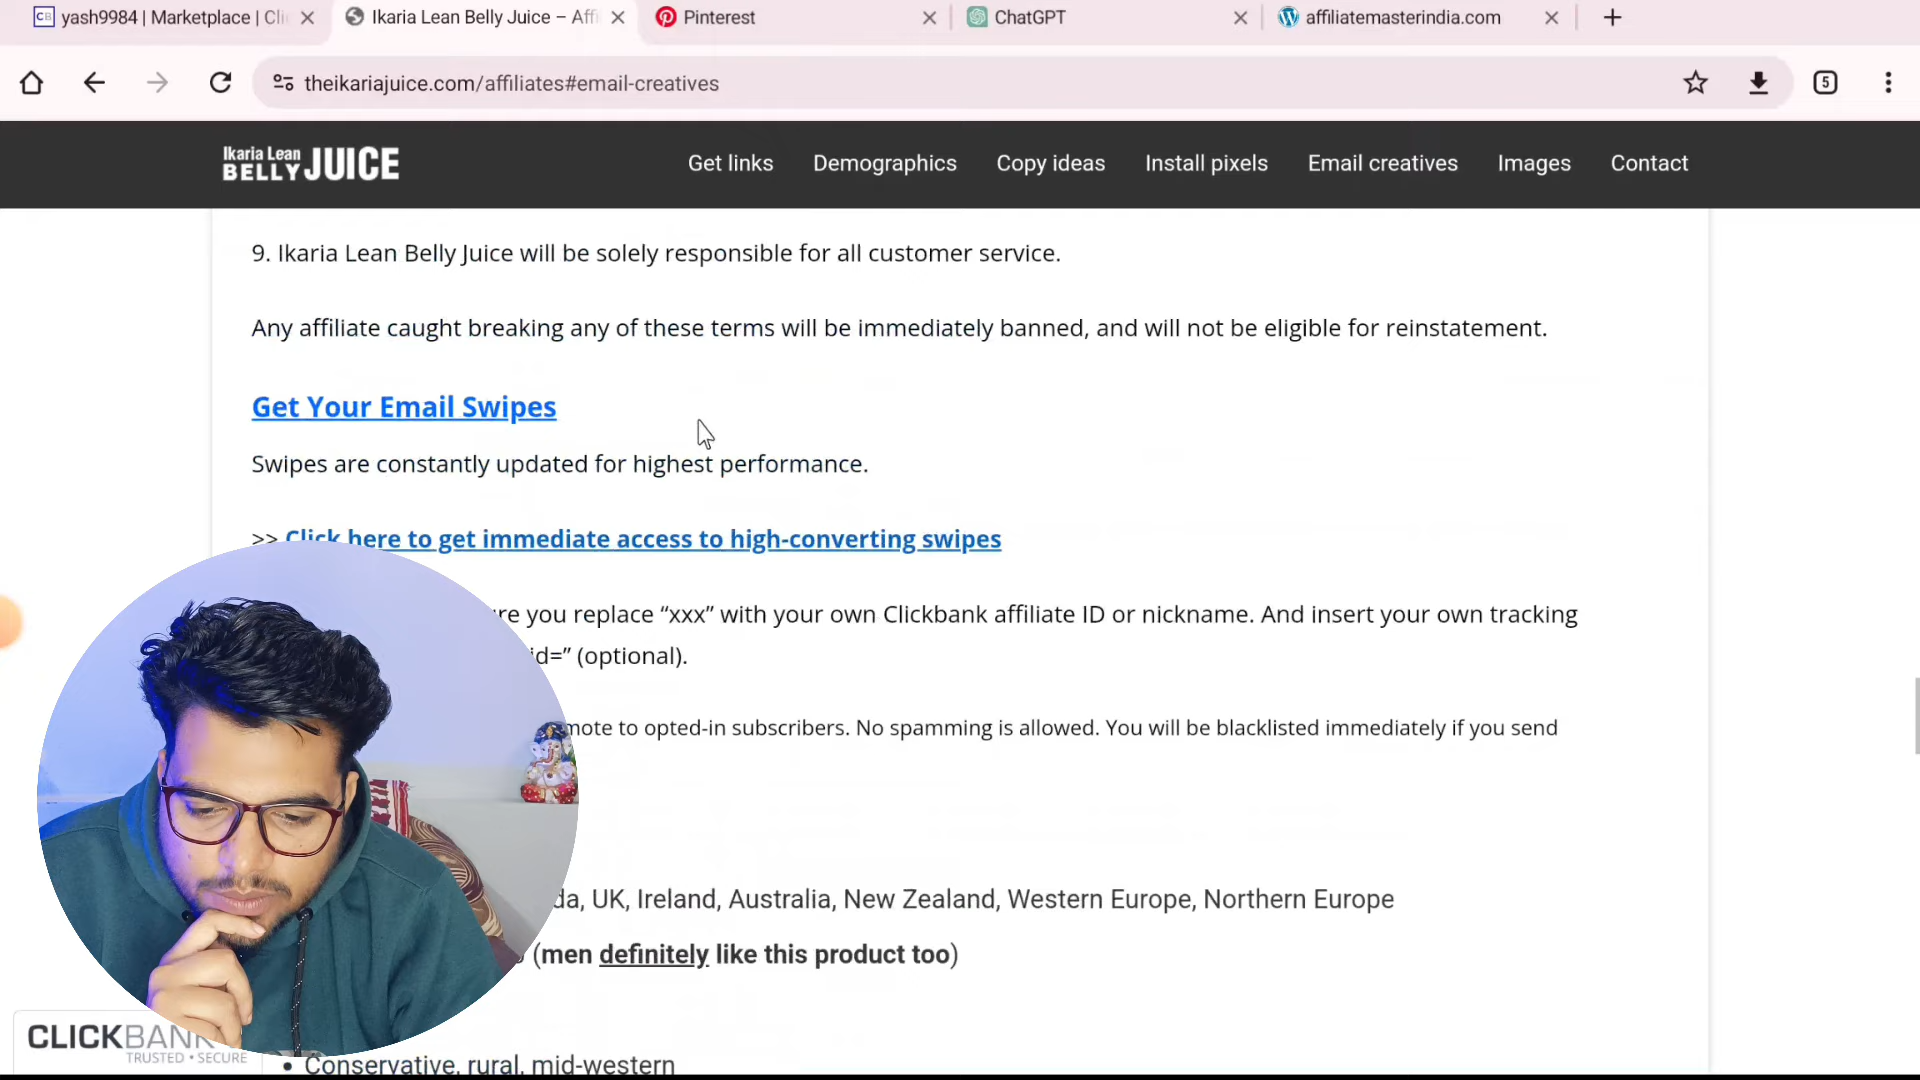 yash9984 | Marketplace | Cli
Ikaria Lean Belly Juice – Aff
Pinterest
ChatGPT
affiliatemasterindia.com
theikariajuice.com/affiliates#email-creatives
5
Ikaria Lean
BELLY JUICE
Get links
Demographics
Copy ideas
Install pixels
Email creatives
Images
Contact
9. Ikaria Lean Belly Juice will be solely responsible for all customer service.
Any affiliate caught breaking any of these terms will be immediately banned, and will not be eligible for reinstatement.
Get Your Email Swipes
Swipes are constantly updated for highest performance.
>> Click here to get immediate access to high-converting swipes
re you replace “xxx” with your own Clickbank affiliate ID or nickname. And insert your own tracking
id=” (optional).
mote to opted-in subscribers. No spamming is allowed. You will be blacklisted immediately if you send
da, UK, Ireland, Australia, New Zealand, Western Europe, Northern Europe
(men definitely like this product too)
CLICKBANK
TRUSTED • SECURE
• Conservative, rural, mid-western